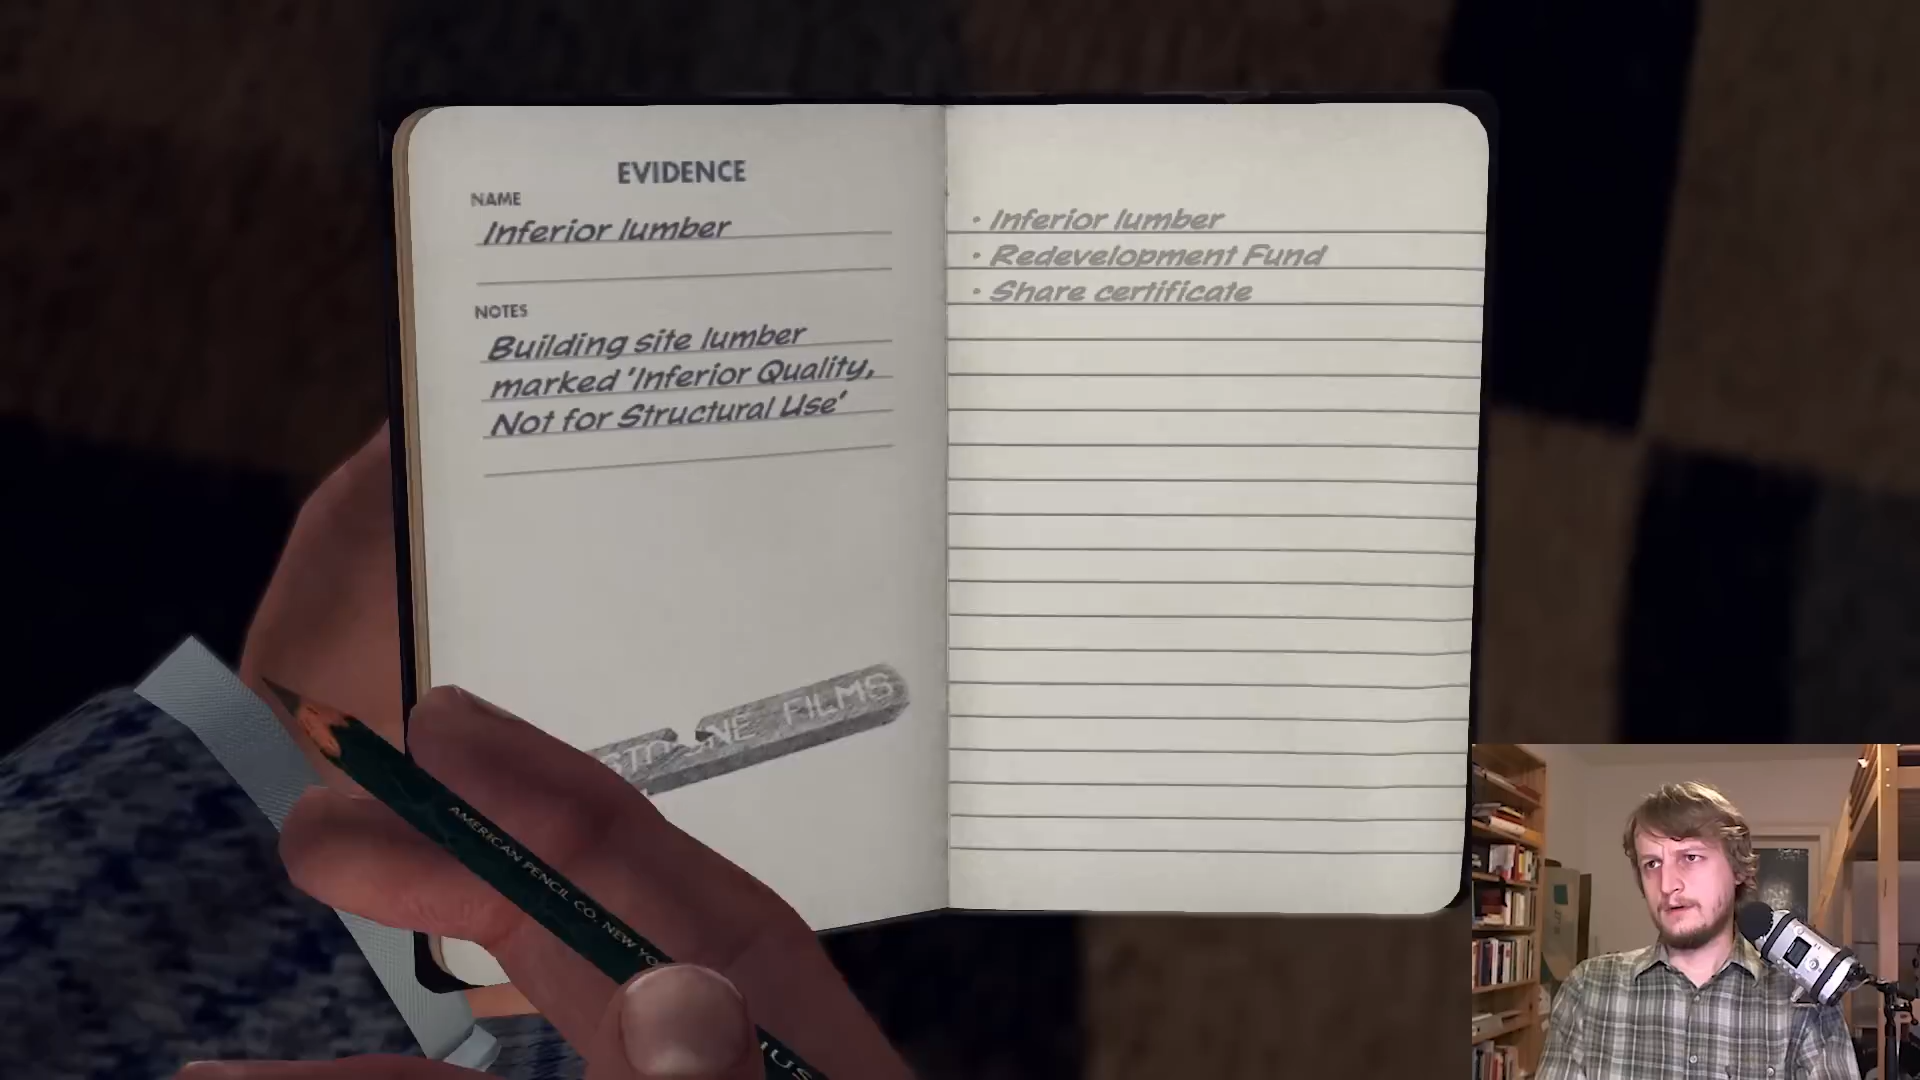 EVIDENCE
NAME
Inferior lumber
NOTES
Building site lumber
marked 'Inferior Quality,
Not for Structural Use'
NE FILMS
• Inferior lumber
• Redevelopment Fund
• Share certificate
AMERICAN PENCIL CO. NEW YO